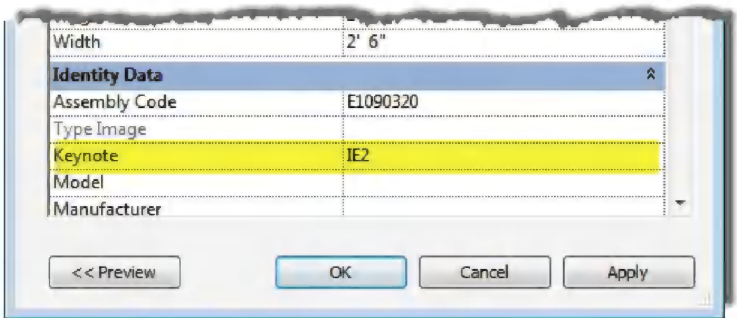 Width 2' 6"
Identity Data
Assembly Code E1090320
Type Image
Keynote IE2
Model
Manufacturer
<< Preview OK Cancel Apply